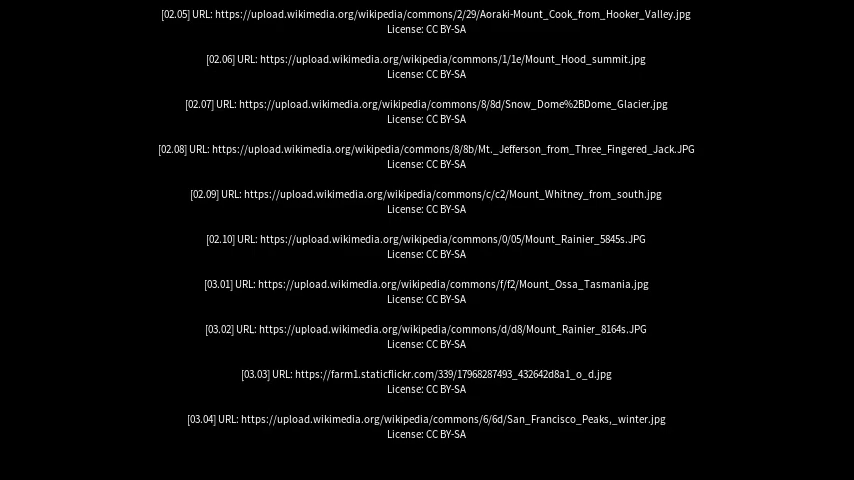 [02.05] URL: https://upload.wikimedia.org/wikipedia/commons/2/29/Aoraki-Mount_Cook_from_Hooker_Valley.jpg
License: CC BY-SA
[02.06] URL: https://upload.wikimedia.org/wikipedia/commons/1/1e/Mount_Hood_summit.jpg
License: CC BY-SA
[02.07] URL: https://upload.wikimedia.org/wikipedia/commons/8/8d/Snow_Dome%2BDome_Glacier.jpg
License: CC BY-SA
[02.08] URL: https://upload.wikimedia.org/wikipedia/commons/8/8b/Mt._Jefferson_from_Three_Fingered_Jack.JPG
License: CC BY-SA
[02.09] URL: https://upload.wikimedia.org/wikipedia/commons/c/c2/Mount_Whitney_from_south.jpg
License: CC BY-SA
[02.10] URL: https://upload.wikimedia.org/wikipedia/commons/0/05/Mount_Rainier_5845s.JPG
License: CC BY-SA
[03.01] URL: https://upload.wikimedia.org/wikipedia/commons/f/f2/Mount_Ossa_Tasmania.jpg
License: CC BY-SA
[03.02] URL: https://upload.wikimedia.org/wikipedia/commons/d/d8/Mount_Rainier_8164s.JPG
License: CC BY-SA
[03.03] URL: https://farm1.staticflickr.com/339/17968287493_432642d8a1_o_d.jpg
License: CC BY-SA
[03.04] URL: https://upload.wikimedia.org/wikipedia/commons/6/6d/San_Francisco_Peaks,_winter.jpg
License: CC BY-SA